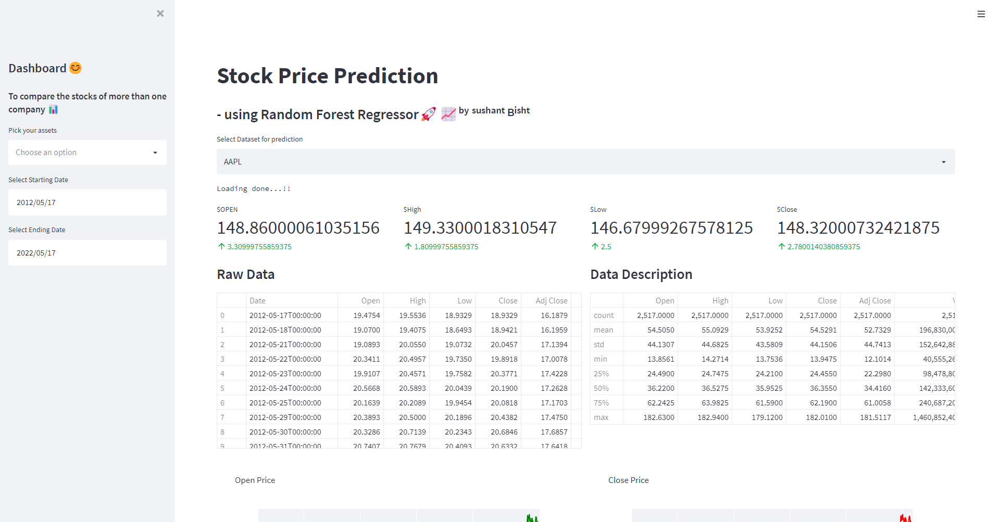 Dashboard 😊
To compare the stocks of more than one
company 📊
Pick your assets
Choose an option
Select Starting Date
2012/05/17
Select Ending Date
2022/05/17
Stock Price Prediction
- using Random Forest Regressor 🚀 📈 by sushant Bisht
Select Dataset for prediction
AAPL
Loading done...!!
$OPEN $High $Low $Close
148.86000061035156 149.3300018310547 146.67999267578125 148.32000732421875
↑ 3.30999755859375 ↑ 1.80999755859375 ↑ 2.5 ↑ 2.7800140380859375
Raw Data
Date Open High Low Close Adj Close
0 2012-05-17T00:00:00 19.4754 19.5536 18.9329 18.9329 16.1879
1 2012-05-18T00:00:00 19.0700 19.4075 18.6493 18.9421 16.1959
2 2012-05-21T00:00:00 19.0893 20.0550 19.0732 20.0457 17.1394
3 2012-05-22T00:00:00 20.3411 20.4957 19.7350 19.8918 17.0078
4 2012-05-23T00:00:00 19.9107 20.4571 19.7582 20.3771 17.4228
5 2012-05-24T00:00:00 20.5668 20.5893 20.0439 20.1900 17.2628
6 2012-05-25T00:00:00 20.1639 20.2089 19.9454 20.0818 17.1703
7 2012-05-29T00:00:00 20.3893 20.5000 20.1896 20.4382 17.4750
8 2012-05-30T00:00:00 20.3286 20.7139 20.2343 20.6846 17.6857
9 2012-05-31T00:00:00 20.7407 20.7679 20.4093 20.6332 17.6418
Data Description
Open High Low Close Adj Close
count 2,517.0000 2,517.0000 2,517.0000 2,517.0000 2,517.0000 2,51
mean 54.5050 55.0929 53.9252 54.5291 52.7329 196,830,00
std 44.1307 44.6825 43.5809 44.1506 44.7413 152,642,88
min 13.8561 14.2714 13.7536 13.9475 12.1014 40,555,26
25% 24.4900 24.7475 24.2100 24.4550 22.2980 98,478,80
50% 36.2200 36.5275 35.9525 36.3550 34.4160 142,333,60
75% 62.2425 63.9825 61.5900 62.1900 61.0058 240,687,20
max 182.6300 182.9400 179.1200 182.0100 181.5117 1,460,852,40
Open Price
Close Price